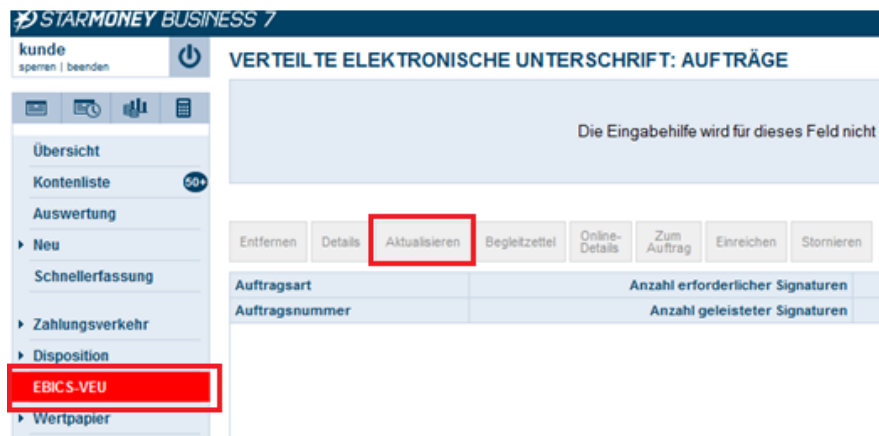 STARMONEY BUSINESS 7
kunde
sperren | beenden
VERTEILTE ELEKTRONISCHE UNTERSCHRIFT: AUFTRÄGE
Die Eingabehilfe wird für dieses Feld nicht
Übersicht
Kontenliste 50+
Auswertung
Neu
Schnellerfassung
Zahlungsverkehr
Disposition
EBICS-VEU
Wertpapier
Entfernen Details Aktualisieren Begleitzettel Online-Details Zum Auftrag Einreichen Stornieren
Auftragsart Anzahl erforderlicher Signaturen
Auftragsnummer Anzahl geleisteter Signaturen